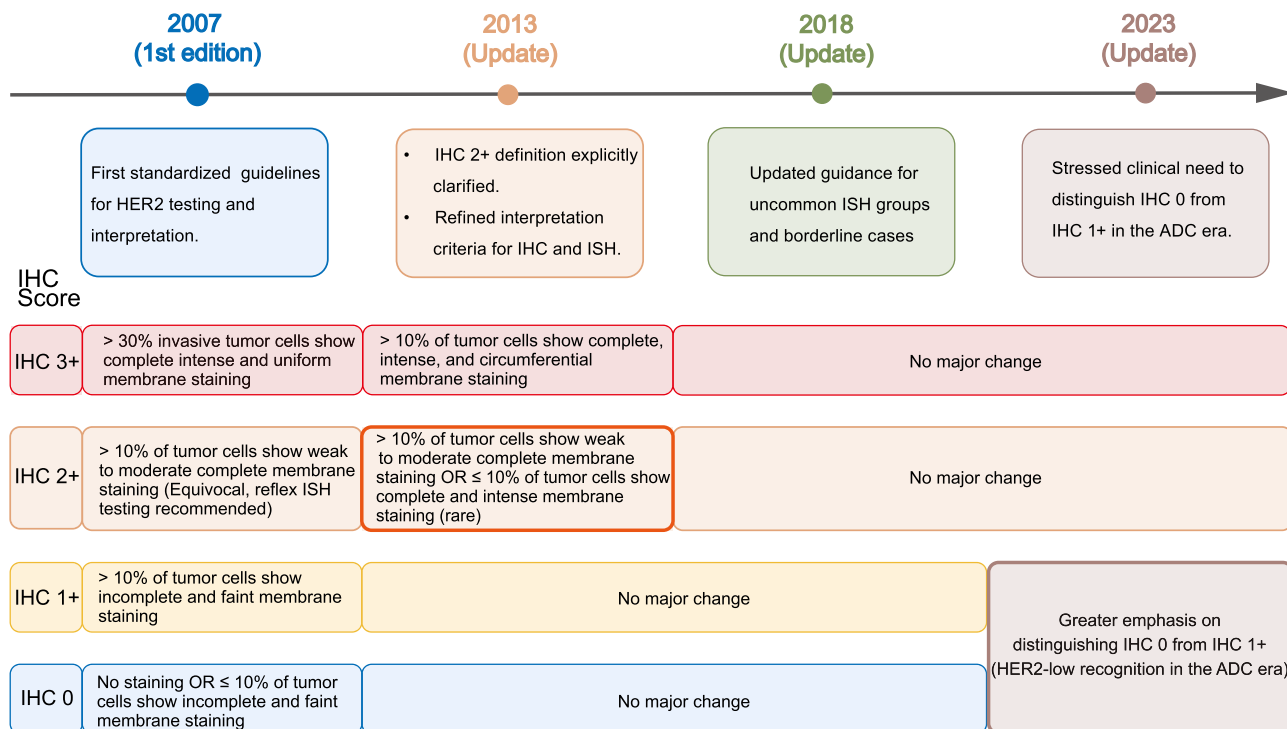 2007
(1st edition)
2013
(Update)
2018
(Update)
2023
(Update)
First standardized guidelines
for HER2 testing and
interpretation.
• IHC 2+ definition explicitly
clarified.
• Refined interpretation
criteria for IHC and ISH.
Updated guidance for
uncommon ISH groups
and borderline cases
Stressed clinical need to
distinguish IHC 0 from
IHC 1+ in the ADC era.
IHC
Score
IHC 3+
> 30% invasive tumor cells show
complete intense and uniform
membrane staining
> 10% of tumor cells show complete,
intense, and circumferential
membrane staining
No major change
IHC 2+
> 10% of tumor cells show weak
to moderate complete membrane
staining (Equivocal, reflex ISH
testing recommended)
> 10% of tumor cells show weak
to moderate complete membrane
staining OR ≤ 10% of tumor cells show
complete and intense membrane
staining (rare)
No major change
IHC 1+
> 10% of tumor cells show
incomplete and faint membrane
staining
No major change
Greater emphasis on
distinguishing IHC 0 from IHC 1+
(HER2-low recognition in the ADC era)
IHC 0
No staining OR ≤ 10% of tumor
cells show incomplete and faint
membrane staining
No major change